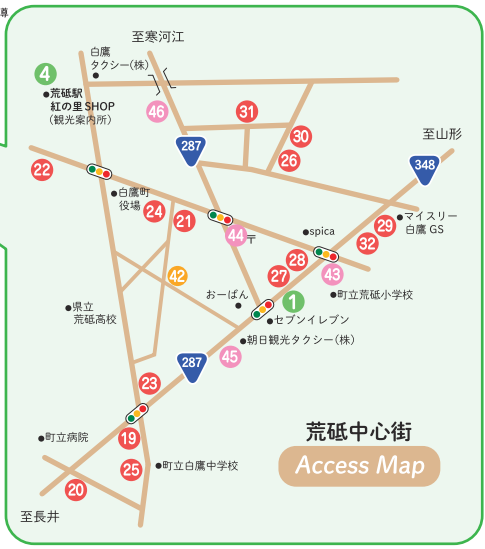 導
至寒河江
白鷹
タクシー(株)
4
荒砥駅
紅の里SHOP
(観光案内所)
46
31
30
26
287
至山形
348
22
白鷹町
役場
24
21
44
〒
spica
29
マイスリー
白鷹GS
32
28
27
43
町立荒砥小学校
42
おーばん
1
セブンイレブン
県立
荒砥高校
朝日観光タクシー(株)
45
287
23
19
町立病院
25
町立白鷹中学校
20
至長井
荒砥中心街
Access Map